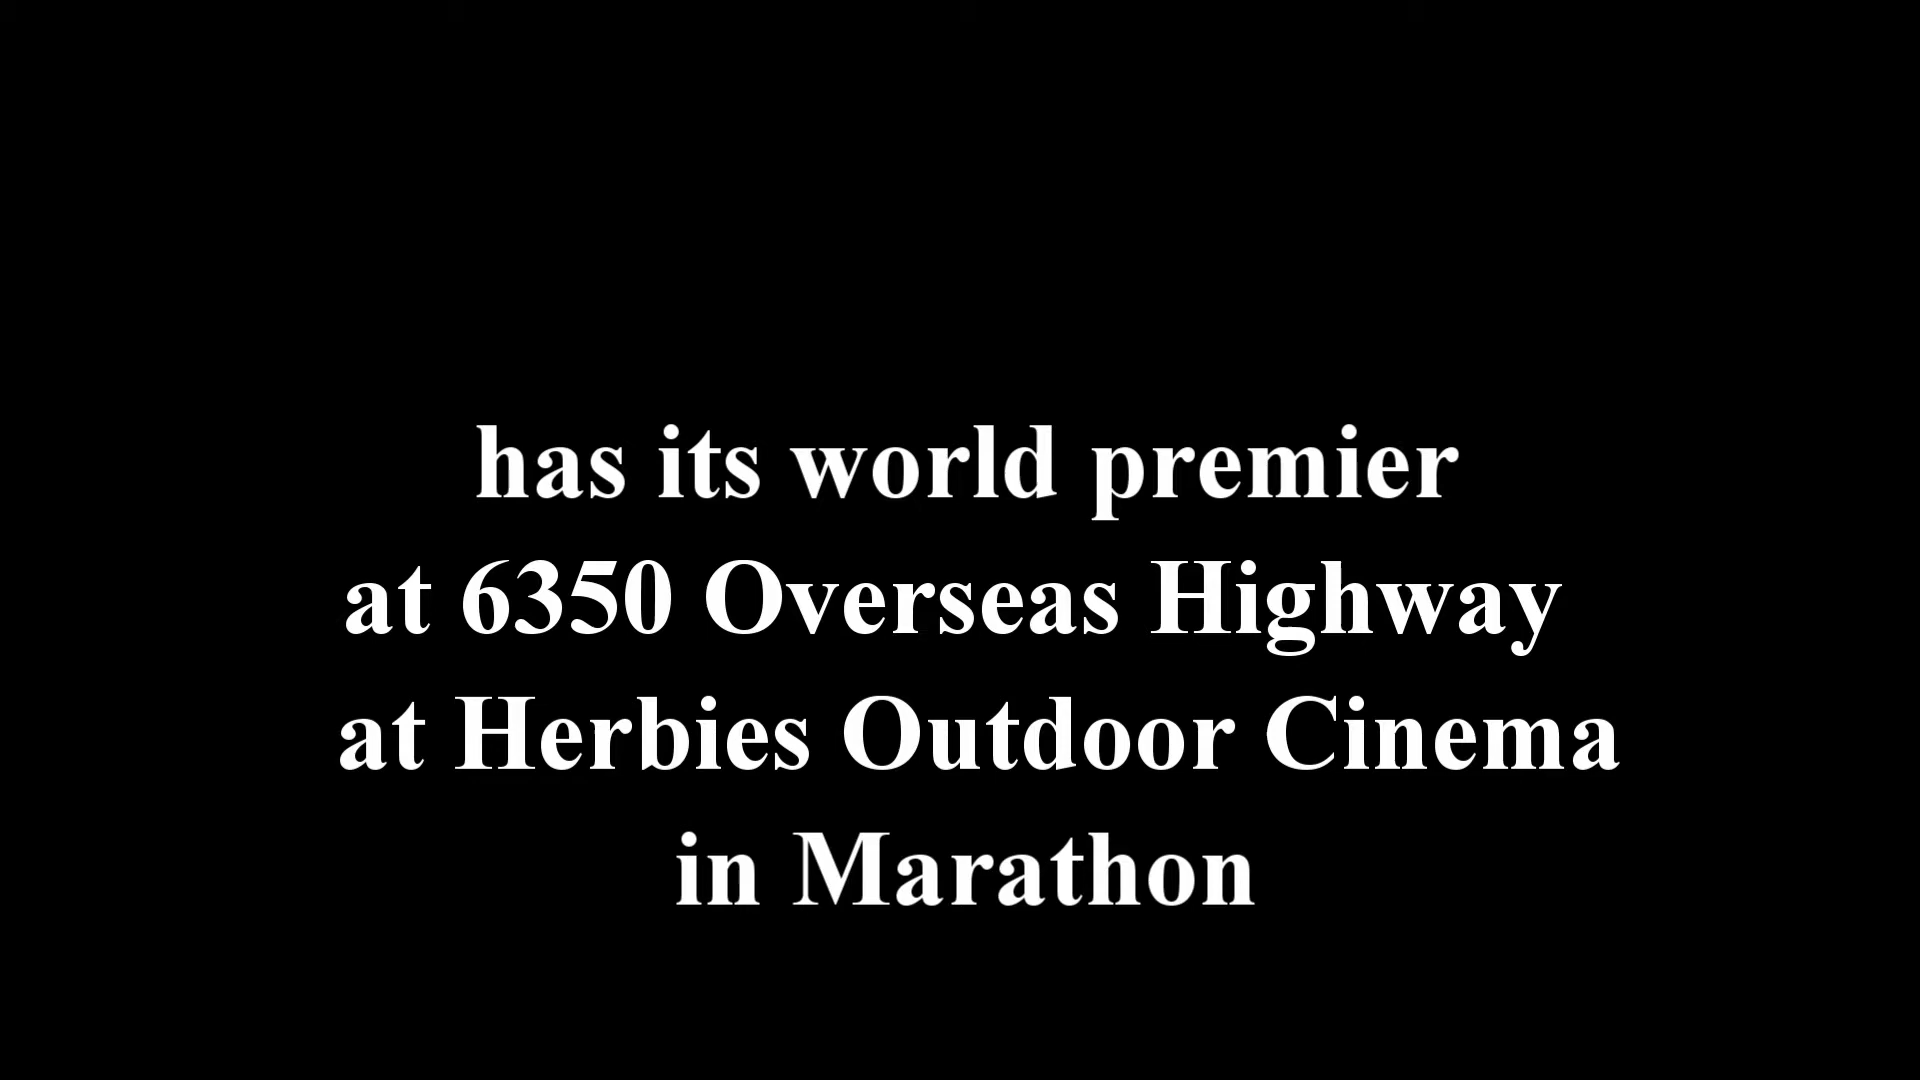 has its world premier
at 6350 Overseas Highway
at Herbies Outdoor Cinema
in Marathon